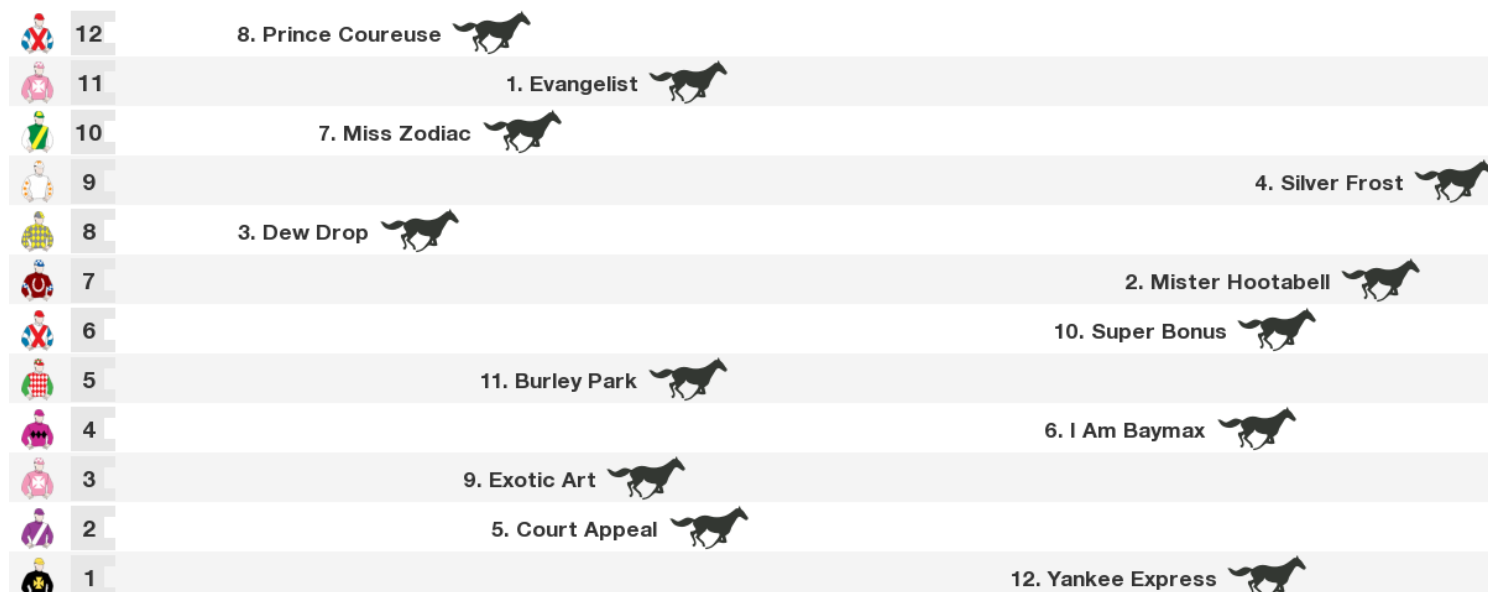 12 8. Prince Coureuse
11 1. Evangelist
10 7. Miss Zodiac
9 4. Silver Frost
8 3. Dew Drop
7 2. Mister Hootabell
6 10. Super Bonus
5 11. Burley Park
4 6. I Am Baymax
3 9. Exotic Art
2 5. Court Appeal
1 12. Yankee Express